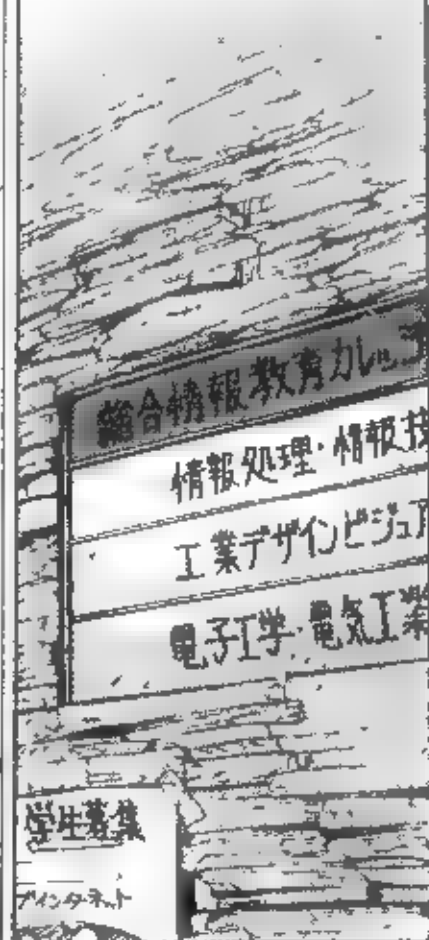 総合情報教育カレッジ
情報処理・情報技
工業デザインビジュア
電子工学・電気工業
学生募集
インターネット